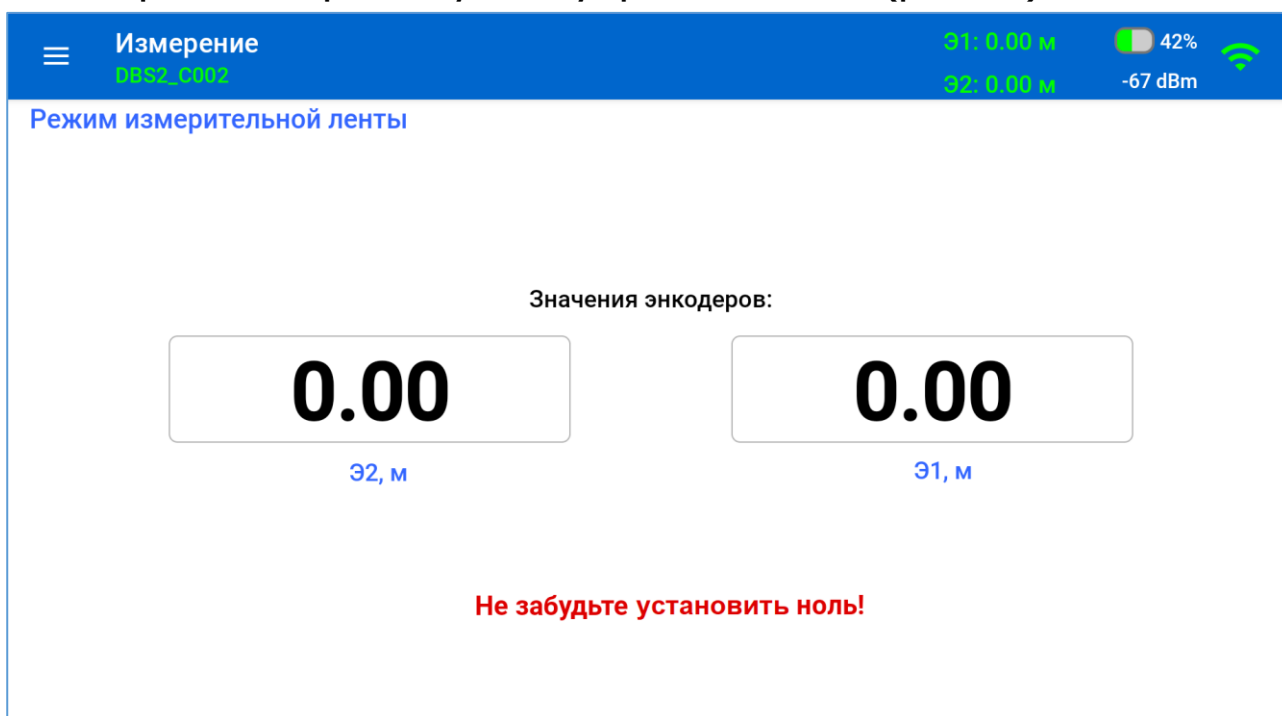 Измерение
DBS2_C002
Э1: 0.00 м
Э2: 0.00 м
42%
-67 dBm
Режим измерительной ленты
Значения энкодеров:
0.00 0.00
Э2, м Э1, м
Не забудьте установить ноль!